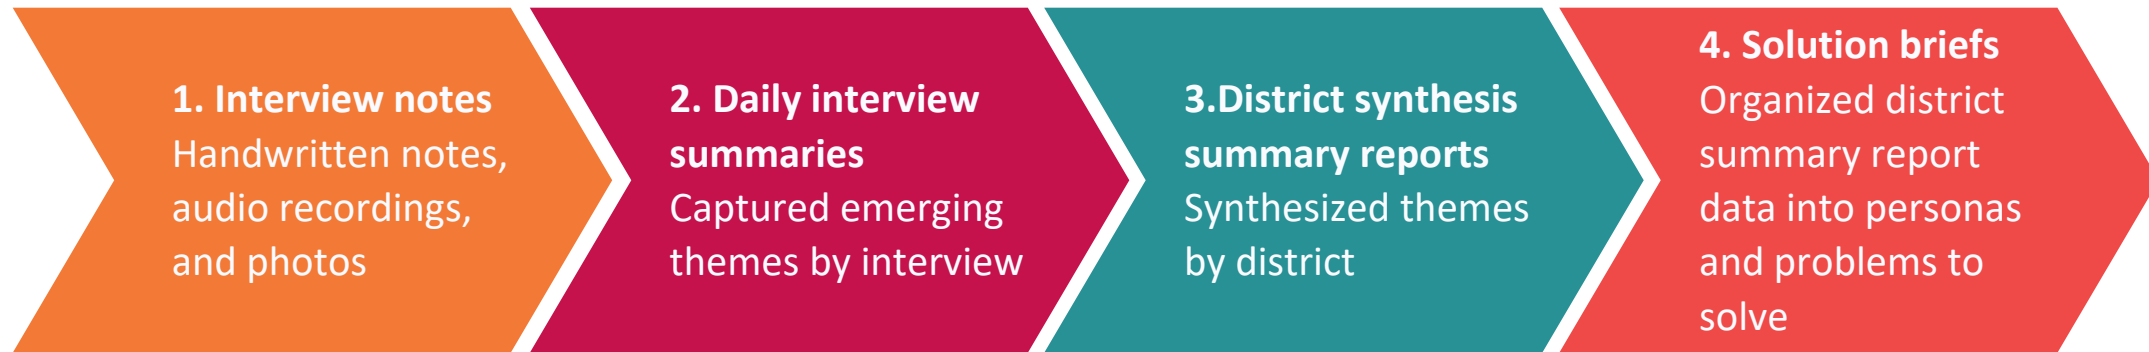 1. Interview notes
Handwritten notes,
audio recordings,
and photos
2. Daily interview
summaries
Captured emerging
themes by interview
3.District synthesis
summary reports
Synthesized themes
by district
4. Solution briefs
Organized district
summary report
data into personas
and problems to
solve